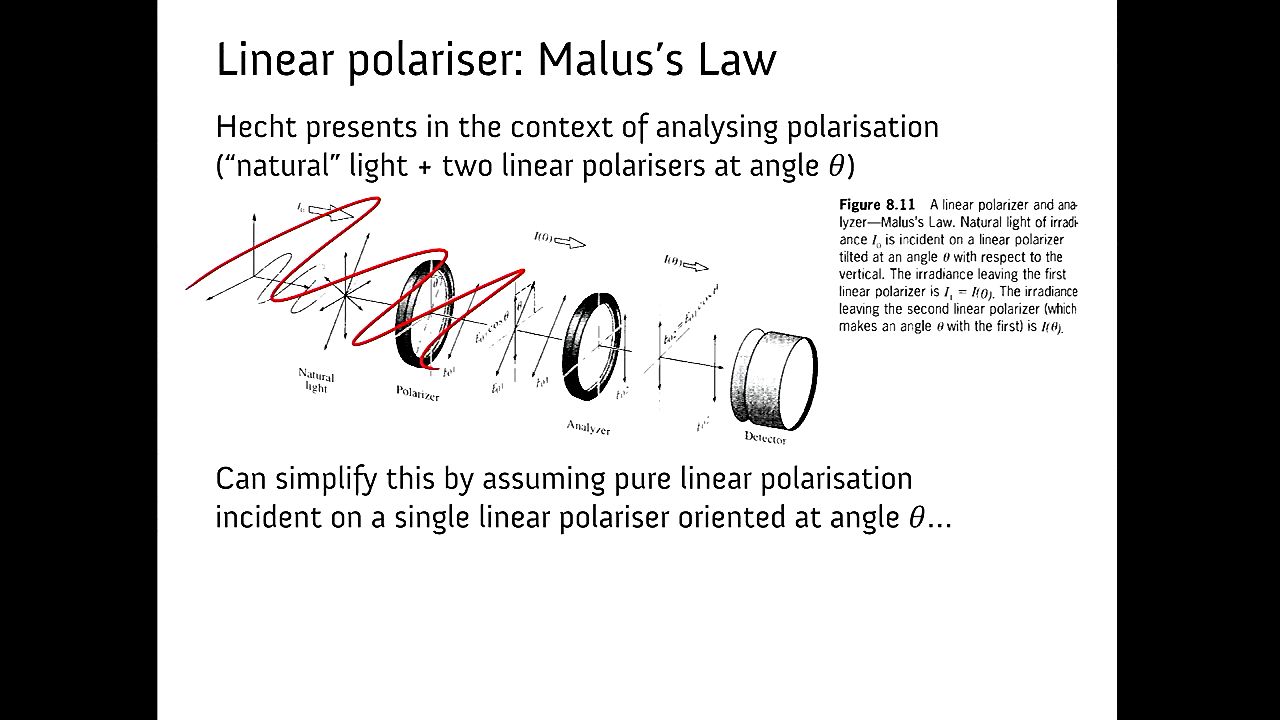 Linear polariser: Malus's Law
Hecht presents in the context of analysing polarisation
("natural" light + two linear polarisers at angle θ)
Figure 8.11 A linear polarizer and ana-
lyzer—Malus's Law. Natural light of irradi-
ance I₀ is incident on a linear polarizer
tilted at an angle θ with respect to the
vertical. The irradiance leaving the first
linear polarizer is I₁ = I(0). The irradiance
leaving the second linear polarizer (which
makes an angle θ with the first) is I(θ).
I(0)
I(θ)
Natural
light
Polarizer
Analyzer
Detector
Can simplify this by assuming pure linear polarisation
incident on a single linear polariser oriented at angle θ...